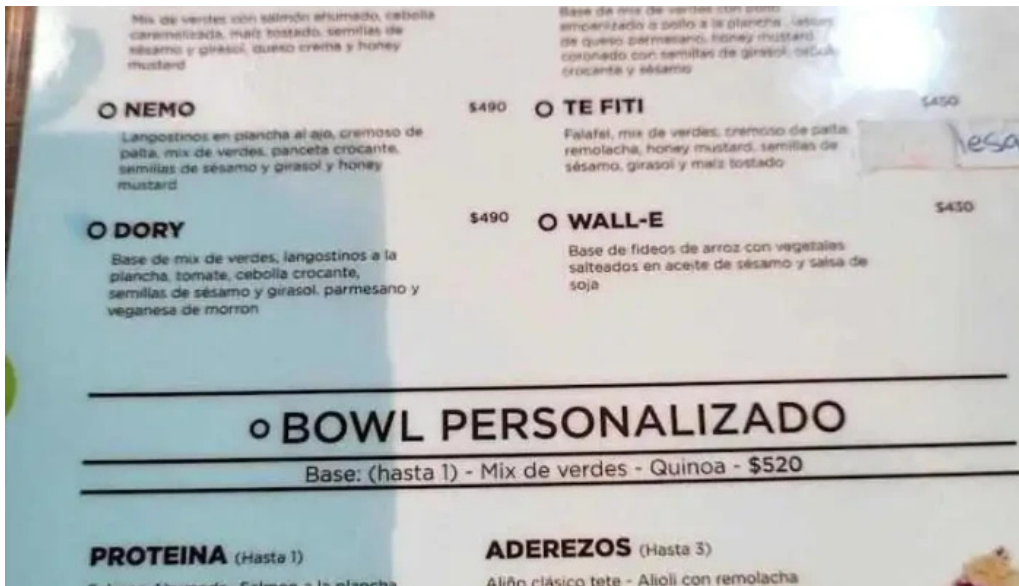 Mix de verdes con salmón ahumado, cebolla
caramelizada, maíz tostado, semillas de
sésamo y girasol, queso crema y honey
mustard
Base de mix de verdes con pollo
empanizado o pollo a la plancha,
de queso parmesano, honey mustard
coronado con semillas de girasol,
crocante y sésamo
O NEMO $490
Langostinos en plancha al ajo, cremoso de
palta, mix de verdes, panceta crocante,
semillas de sésamo y girasol y honey
mustard
O TE FITI $450
Falafel, mix de verdes, cremoso de palta,
remolacha, honey mustard, semillas de
sésamo, girasol y maíz tostado
esa
O DORY $490
Base de mix de verdes, langostinos a la
plancha, tomate, cebolla crocante,
semillas de sésamo y girasol, parmesano y
veganesa de morron
O WALL-E $430
Base de fideos de arroz con vegetales
salteados en aceite de sésamo y salsa de
soja
O BOWL PERSONALIZADO
Base: (hasta 1) - Mix de verdes - Quinoa - $520
PROTEINA (Hasta 1)
Salmon Ahumado- Salmon a la plancha
ADEREZOS (Hasta 3)
Aliño clásico tete - Alioli con remolacha